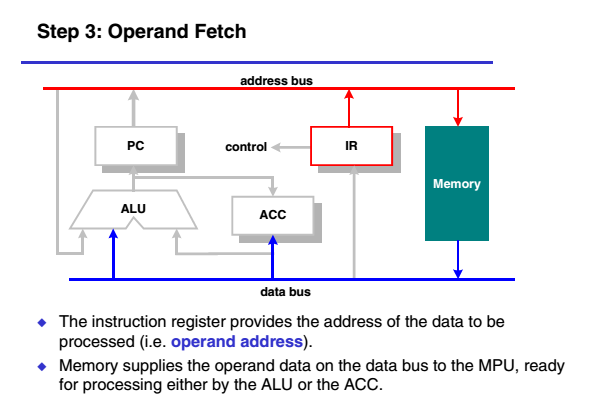 Step 3: Operand Fetch
address bus
PC
control
IR
Memory
ALU
ACC
data bus
The instruction register provides the address of the data to be
processed (i.e. operand address).
Memory supplies the operand data on the data bus to the MPU, ready
for processing either by the ALU or the ACC.